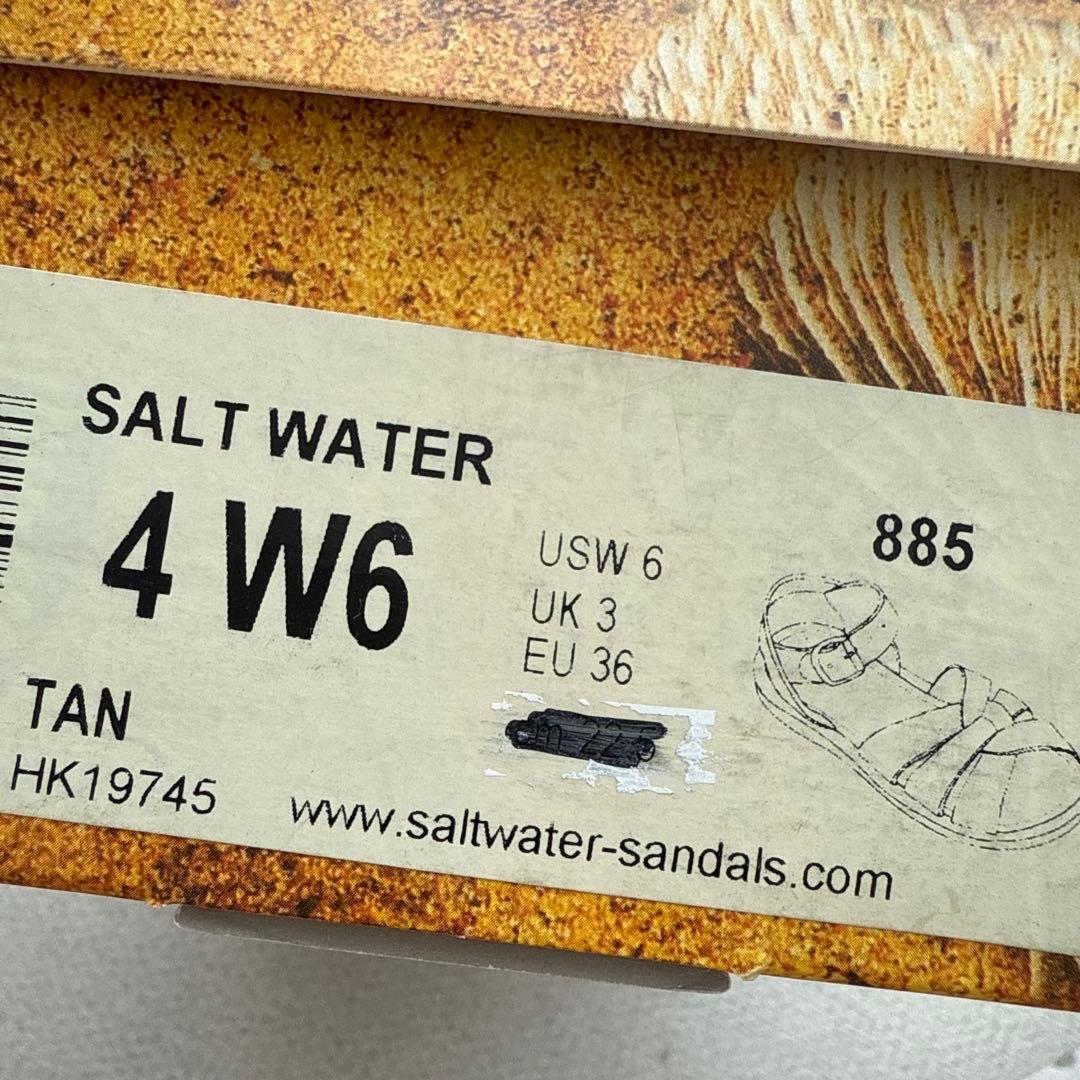 SALT WATER
4 W6
885
USW 6
UK 3
EU 36
TAN
HK19745
www.saltwater-sandals.com